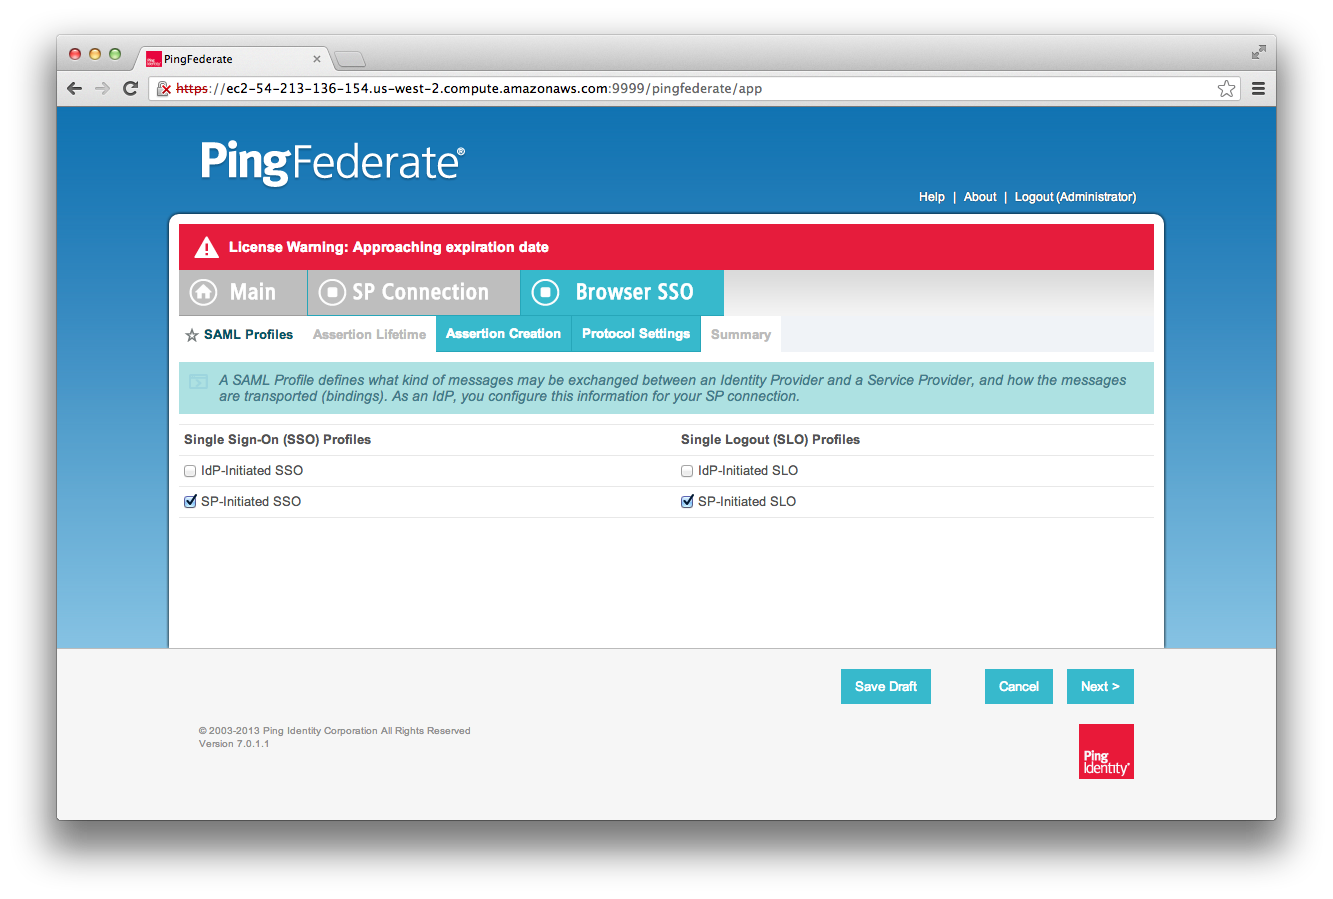 PingFederate
https://ec2-54-213-136-154.us-west-2.compute.amazonaws.com:9999/pingfederate/app
PingFederate®
Help | About | Logout (Administrator)
License Warning: Approaching expiration date
Main SP Connection Browser SSO
SAML Profiles Assertion Lifetime Assertion Creation Protocol Settings Summary
A SAML Profile defines what kind of messages may be exchanged between an Identity Provider and a Service Provider, and how the messages
are transported (bindings). As an IdP, you configure this information for your SP connection.
Single Sign-On (SSO) Profiles Single Logout (SLO) Profiles
IdP-Initiated SSO IdP-Initiated SLO
SP-Initiated SSO SP-Initiated SLO
Save Draft Cancel Next >
© 2003-2013 Ping Identity Corporation All Rights Reserved
Version 7.0.1.1
Ping
Identity